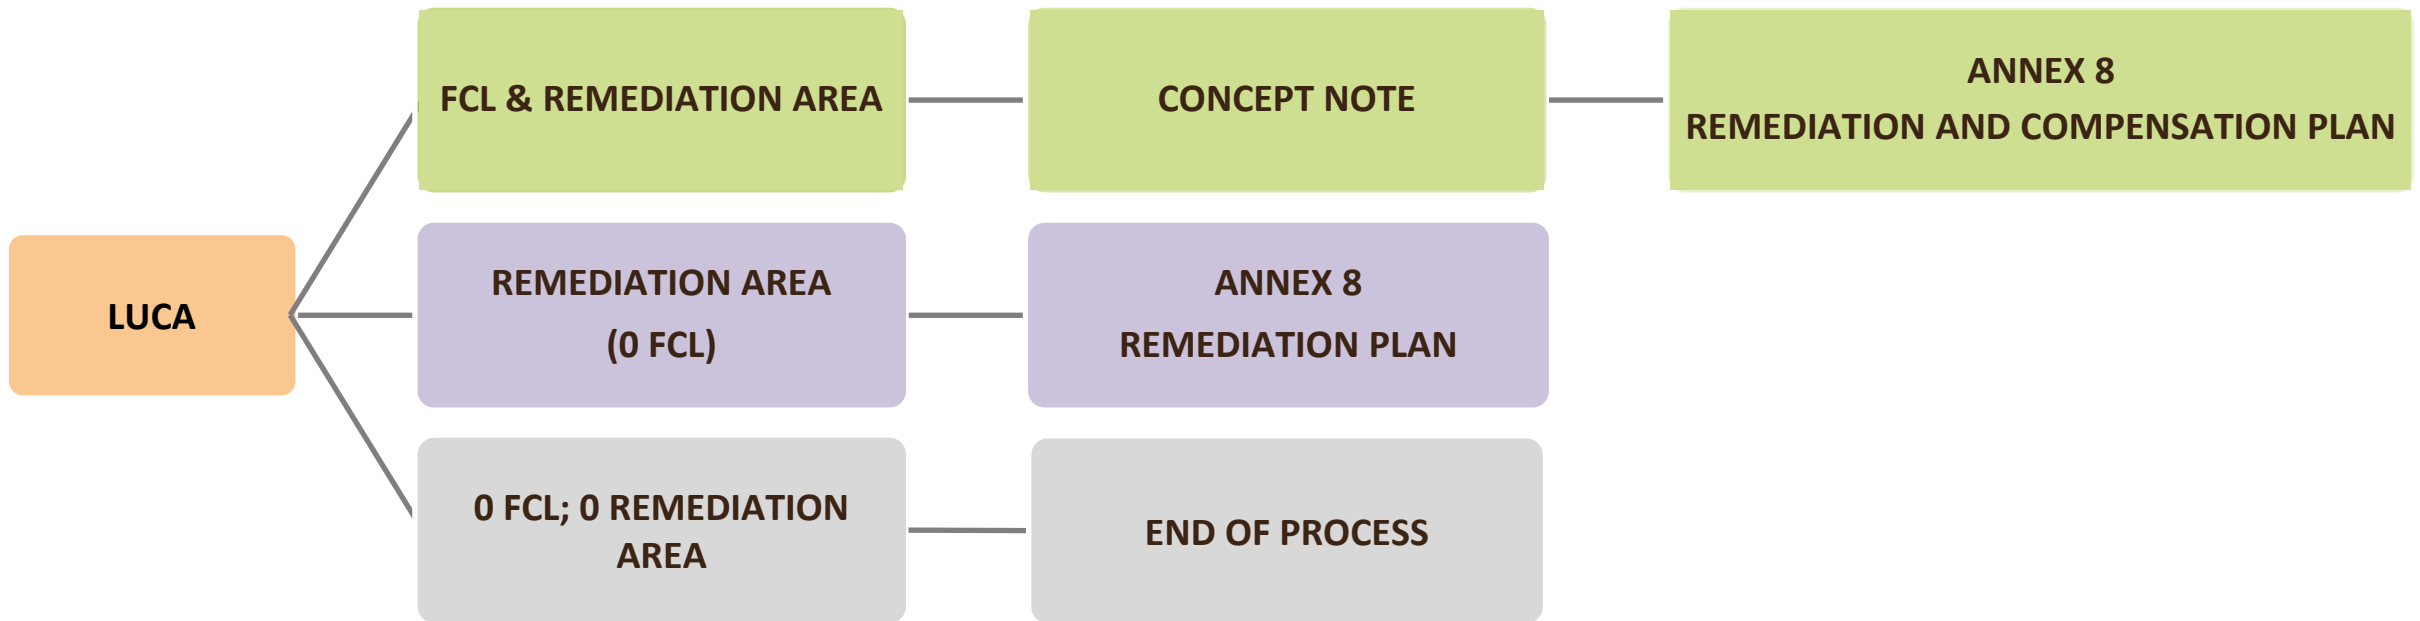 FCL & REMEDIATION AREA
CONCEPT NOTE
ANNEX 8
REMEDIATION AND COMPENSATION PLAN
LUCA
REMEDIATION AREA
(0 FCL)
ANNEX 8
REMEDIATION PLAN
0 FCL; 0 REMEDIATION
AREA
END OF PROCESS